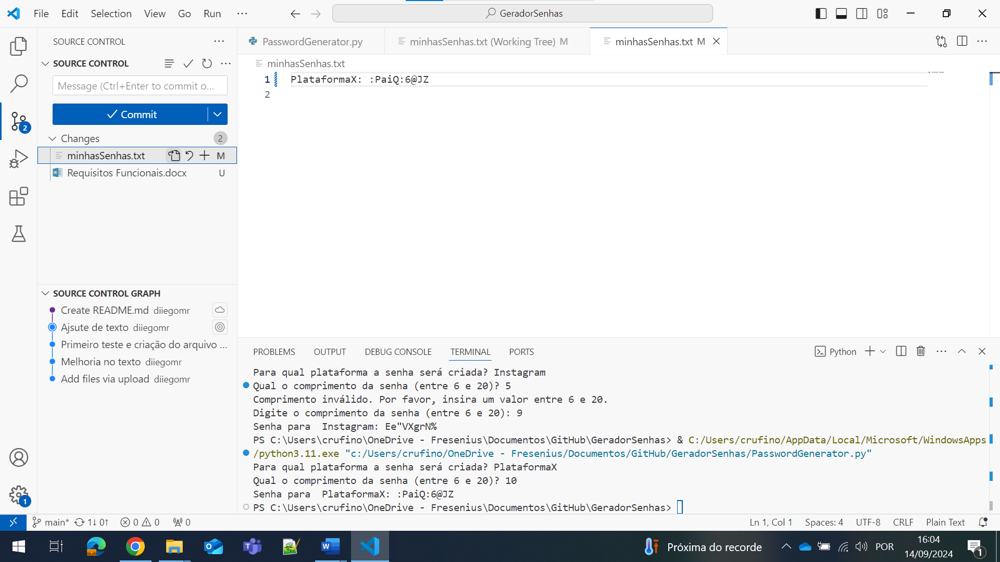 File Edit Selection View Go Run ··· GeradorSenhas
SOURCE CONTROL ···
PasswordGenerator.py minhasSenhas.txt (Working Tree) M minhasSenhas.txt M
SOURCE CONTROL ···
minhasSenhas.txt
Message (Ctrl+Enter to commit o...
1 PlataformaX: :PaiQ:6@JZ
2
Commit
2
Changes 2
minhasSenhas.txt M
Requisitos Funcionais.docx U
SOURCE CONTROL GRAPH
Create README.md diiegomr
Ajsute de texto diiegomr
Primeiro teste e criação do arquivo ...
Melhoria no texto diiegomr
Add files via upload diiegomr
PROBLEMS OUTPUT DEBUG CONSOLE TERMINAL PORTS Python ···
Para qual plataforma a senha será criada? Instagram
Qual o comprimento da senha (entre 6 e 20)? 5
Comprimento inválido. Por favor, insira um valor entre 6 e 20.
Digite o comprimento da senha (entre 6 e 20): 9
Senha para  Instagram: Ee"VXgrN%
PS C:\Users\crufino\OneDrive - Fresenius\Documentos\GitHub\GeradorSenhas> & C:/Users/crufino/AppData/Local/Microsoft/WindowsApps
/python3.11.exe "c:/Users/crufino/OneDrive - Fresenius/Documentos/GitHub/GeradorSenhas/PasswordGenerator.py"
Para qual plataforma a senha será criada? PlataformaX
Qual o comprimento da senha (entre 6 e 20)? 10
Senha para  PlataformaX: :PaiQ:6@JZ
PS C:\Users\crufino\OneDrive - Fresenius\Documentos\GitHub\GeradorSenhas>
1
main* 1↓ 0↑ 0 0 0 Ln 1, Col 1 Spaces: 4 UTF-8 CRLF Plain Text
Próxima do recorde POR 16:04
14/09/2024 1